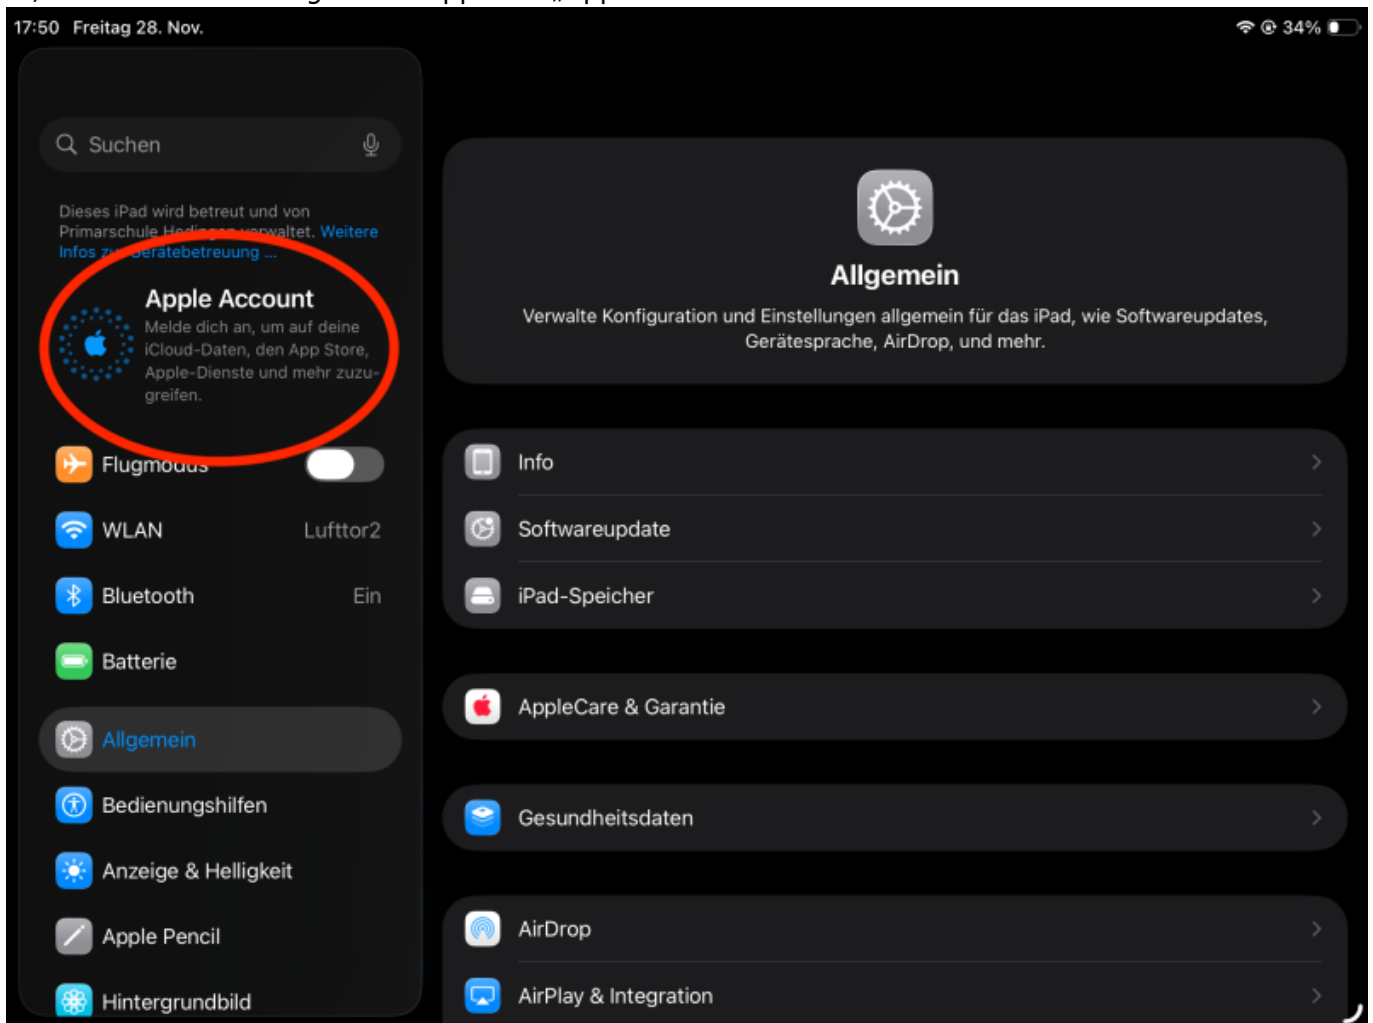 17:50 Freitag 28. Nov.
34%
Suchen
Dieses iPad wird betreut und von
Primarschule Hedingen verwaltet. Weitere
Infos zur Gerätebetreuung ...
Apple Account
Melde dich an, um auf deine
iCloud-Daten, den App Store,
Apple-Dienste und mehr zuzu-
greifen.
Flugmodus
WLAN Lufttor2
Bluetooth Ein
Batterie
Allgemein
Bedienungshilfen
Anzeige & Helligkeit
Apple Pencil
Hintergrundbild
Allgemein
Verwalte Konfiguration und Einstellungen allgemein für das iPad, wie Softwareupdates,
Gerätesprache, AirDrop, und mehr.
Info
Softwareupdate
iPad-Speicher
AppleCare & Garantie
Gesundheitsdaten
AirDrop
AirPlay & Integration